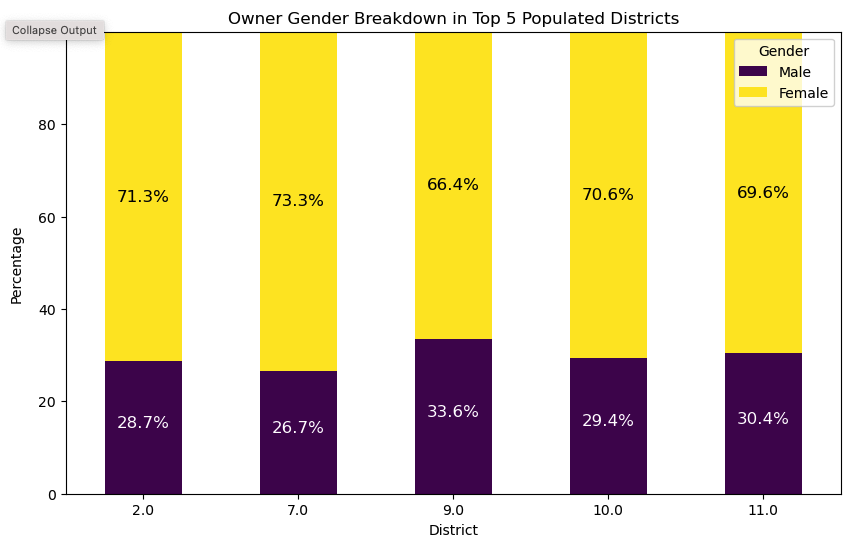 Owner Gender Breakdown in Top 5 Populated Districts
Collapse Output
Gender
Male
Female
80
60
40
20
0
Percentage
71.3%
73.3%
66.4%
70.6%
69.6%
28.7%
26.7%
33.6%
29.4%
30.4%
2.0
7.0
9.0
10.0
11.0
District